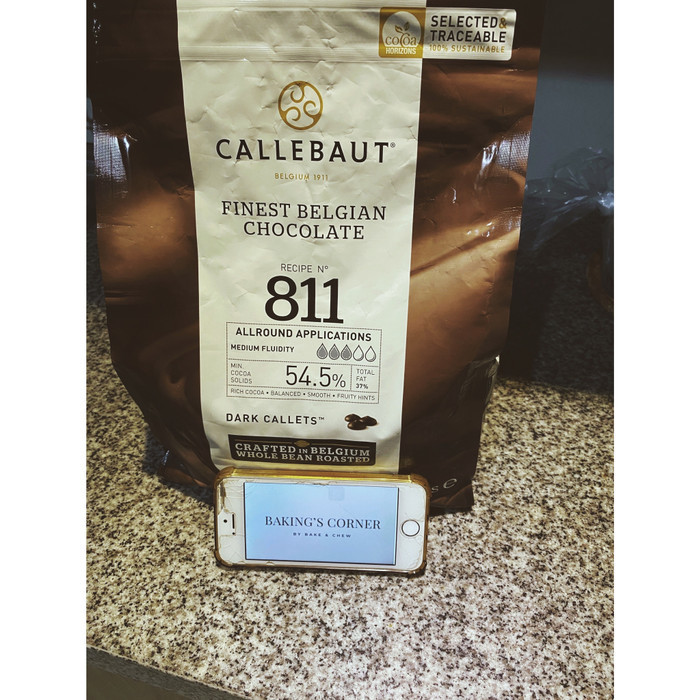 cocoa
HORIZONS
SELECTED &
TRACEABLE
100% SUSTAINABLE
CALLEBAUT®
BELGIUM 1911
FINEST BELGIAN
CHOCOLATE
RECIPE N°
811
ALLROUND APPLICATIONS
MEDIUM FLUIDITY
MIN.
COCOA
SOLIDS
54.5%
TOTAL
FAT
37%
RICH COCOA • BALANCED • SMOOTH • FRUITY HINTS
DARK CALLETS™
CRAFTED IN BELGIUM
WHOLE BEAN ROASTED
BAKING'S CORNER
BY BAKE & CHEW